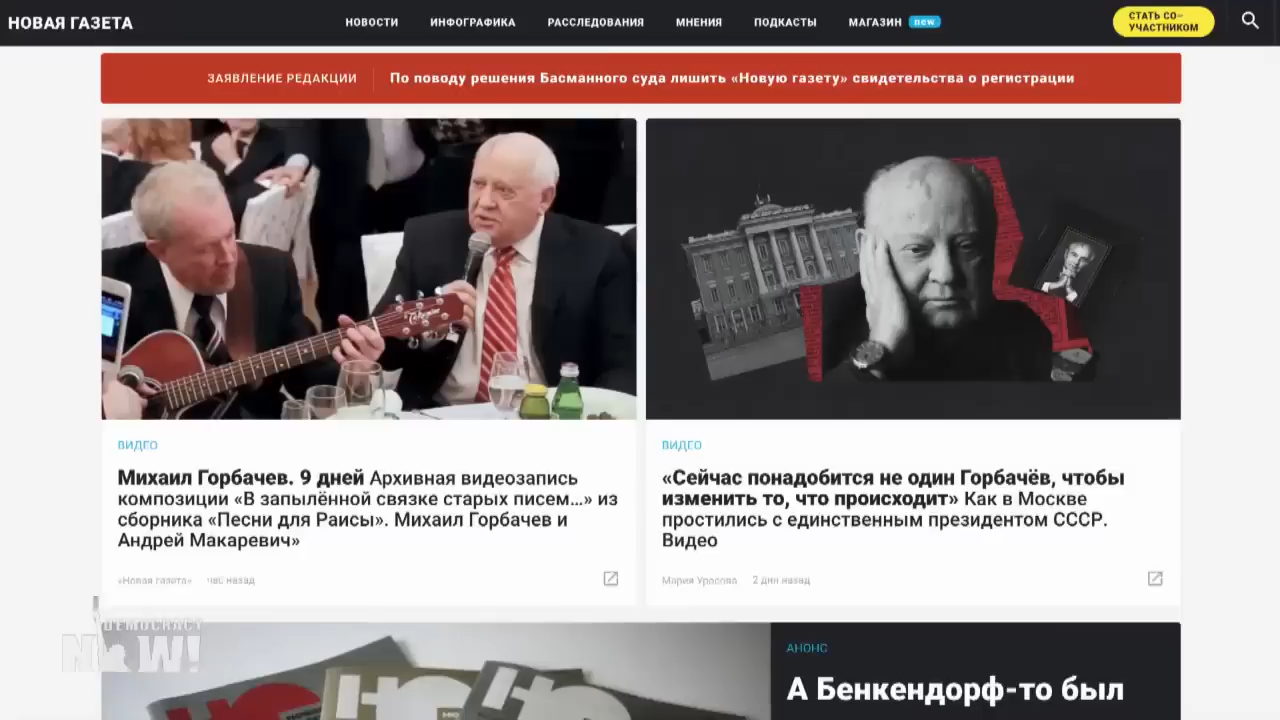 НОВАЯ ГАЗЕТА
НОВОСТИ ИНФОГРАФИКА РАССЛЕДОВАНИЯ МНЕНИЯ ПОДКАСТЫ МАГАЗИН new
СТАТЬ СО-
УЧАСТНИКОМ
ЗАЯВЛЕНИЕ РЕДАКЦИИ По поводу решения Басманного суда лишить «Новую газету» свидетельства о регистрации
ВИДЕО
Михаил Горбачев. 9 дней Архивная видеозапись
композиции «В запылённой связке старых писем...» из
сборника «Песни для Раисы». Михаил Горбачев и
Андрей Макаревич»
«Новая газета» час назад
ВИДЕО
«Сейчас понадобится не один Горбачёв, чтобы
изменить то, что происходит» Как в Москве
простились с единственным президентом СССР.
Видео
Мария Уросова 2 дня назад
DEMOCRACY
NOW!
АНОНС
А Бенкендорф-то был